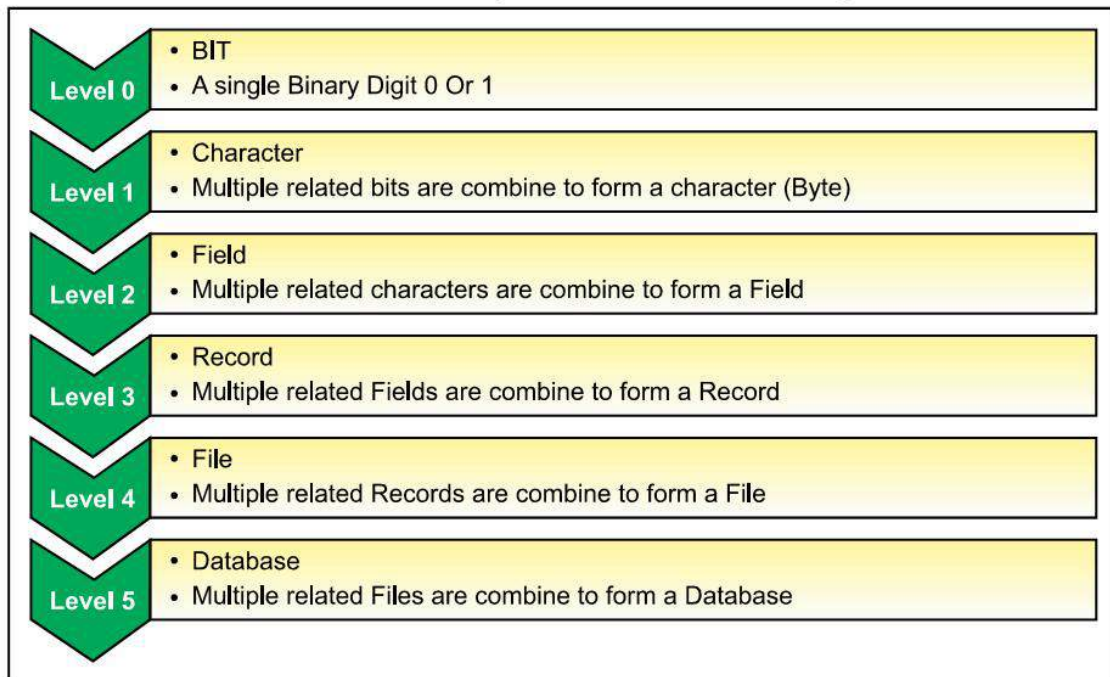 Level 0
• BIT
• A single Binary Digit 0 Or 1
Level 1
• Character
• Multiple related bits are combine to form a character (Byte)
Level 2
• Field
• Multiple related characters are combine to form a Field
Level 3
• Record
• Multiple related Fields are combine to form a Record
Level 4
• File
• Multiple related Records are combine to form a File
Level 5
• Database
• Multiple related Files are combine to form a Database